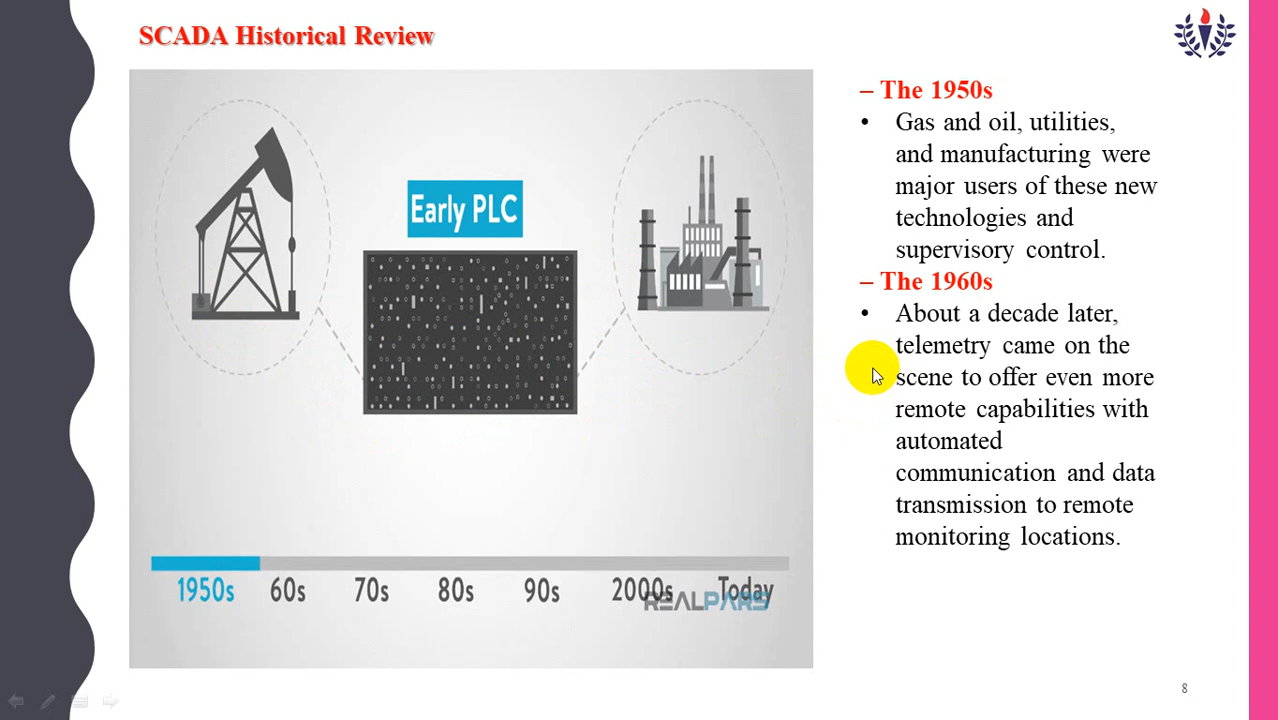 SCADA Historical Review
Early PLC
1950s 60s 70s 80s 90s 2000s Today
REALPARS
– The 1950s
• Gas and oil, utilities,
and manufacturing were
major users of these new
technologies and
supervisory control.
– The 1960s
• About a decade later,
telemetry came on the
scene to offer even more
remote capabilities with
automated
communication and data
transmission to remote
monitoring locations.
8